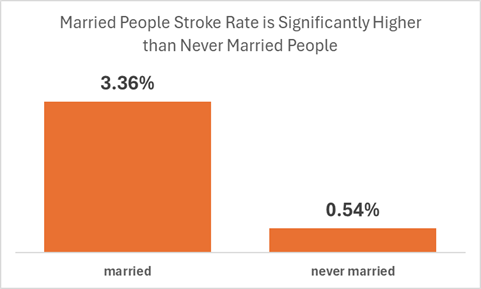 Married People Stroke Rate is Significantly Higher
than Never Married People
3.36%
0.54%
married
never married